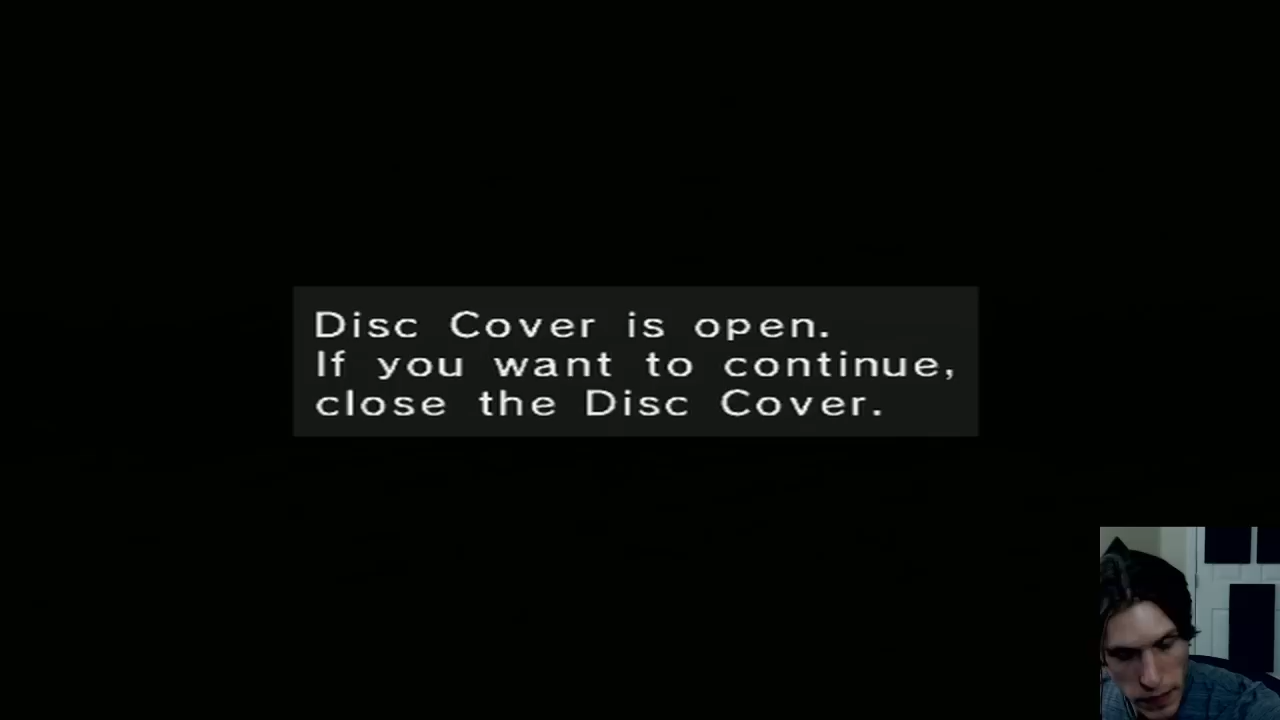 Disc Cover is open.
If you want to continue,
close the Disc Cover.